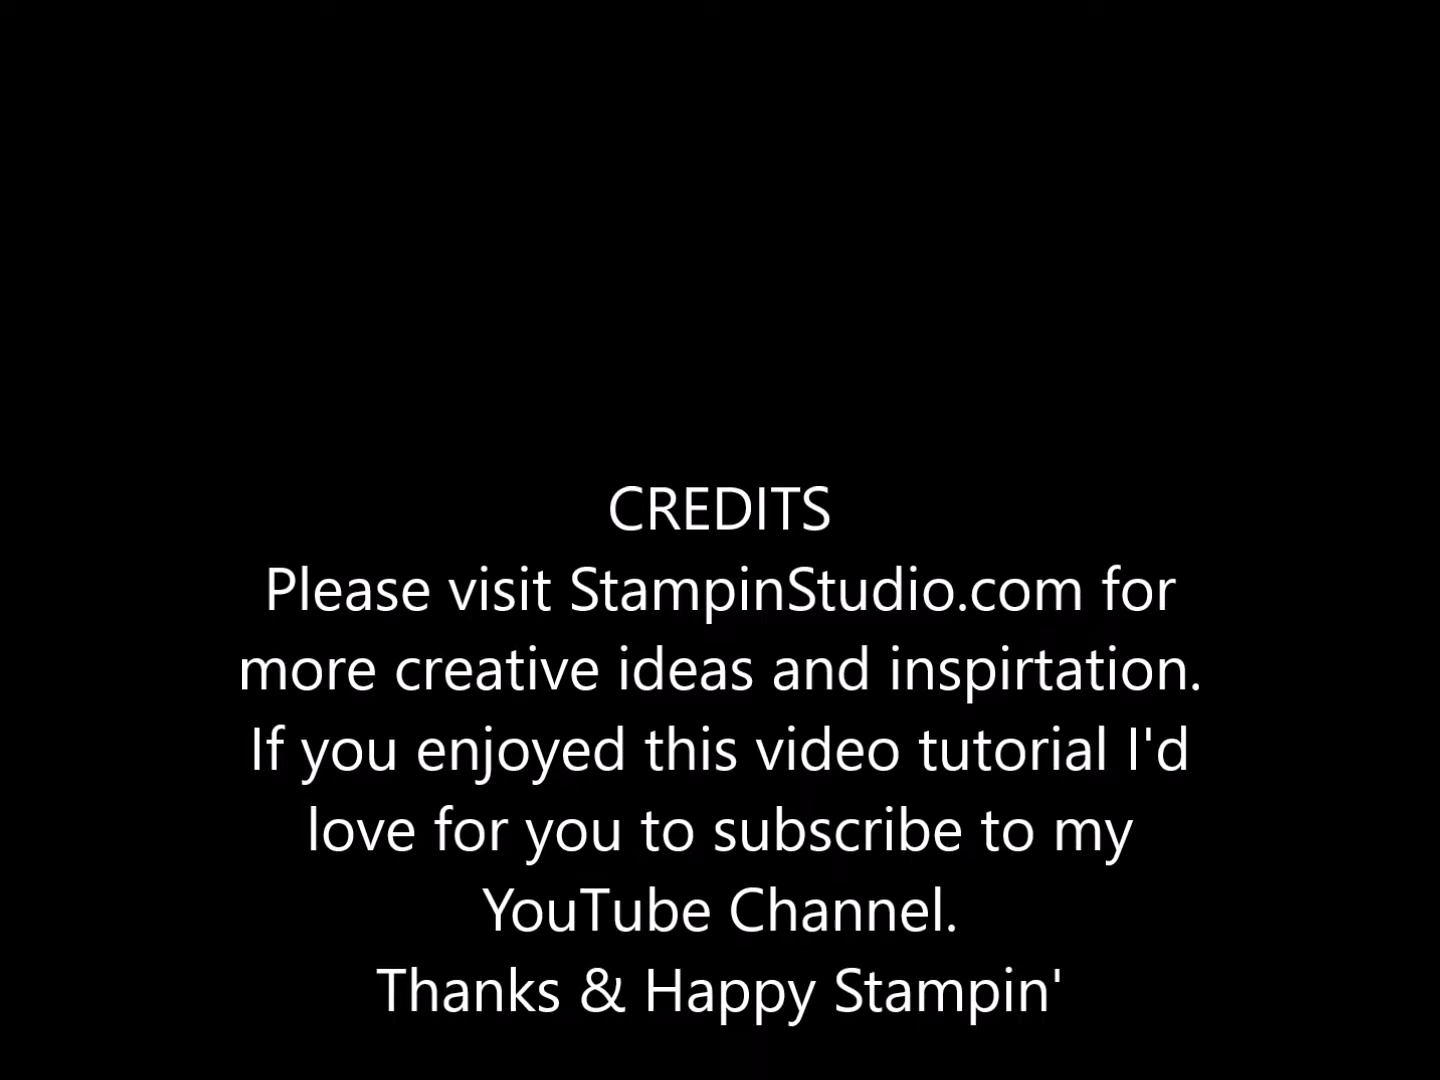 CREDITS
Please visit StampinStudio.com for
more creative ideas and inspirtation.
If you enjoyed this video tutorial I'd
love for you to subscribe to my
YouTube Channel.
Thanks & Happy Stampin'